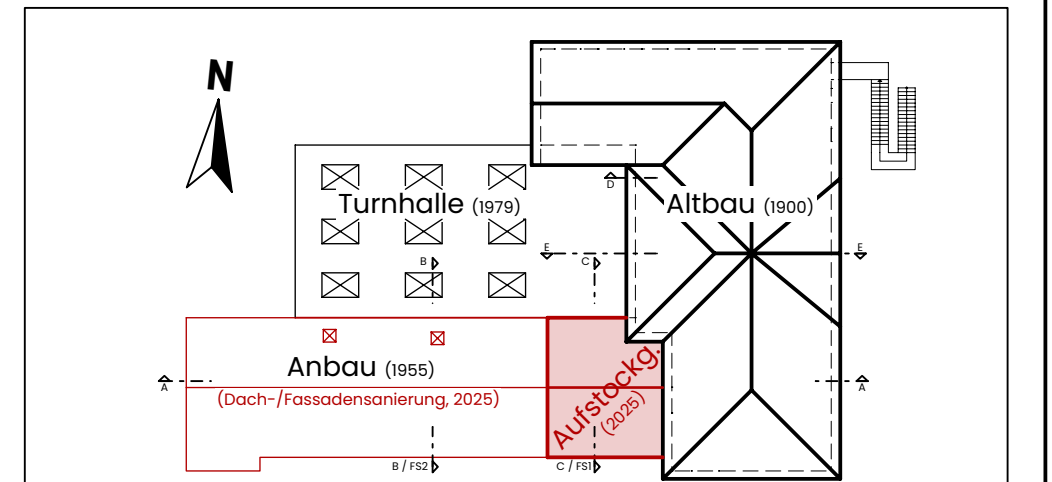 N
D
Turnhalle (1979)
Altbau (1900)
E
E
B
C
Anbau (1955)
A
A
(Dach-/Fassadensanierung, 2025)
Aufstockg.
(2025)
B / FS2
C / FS1